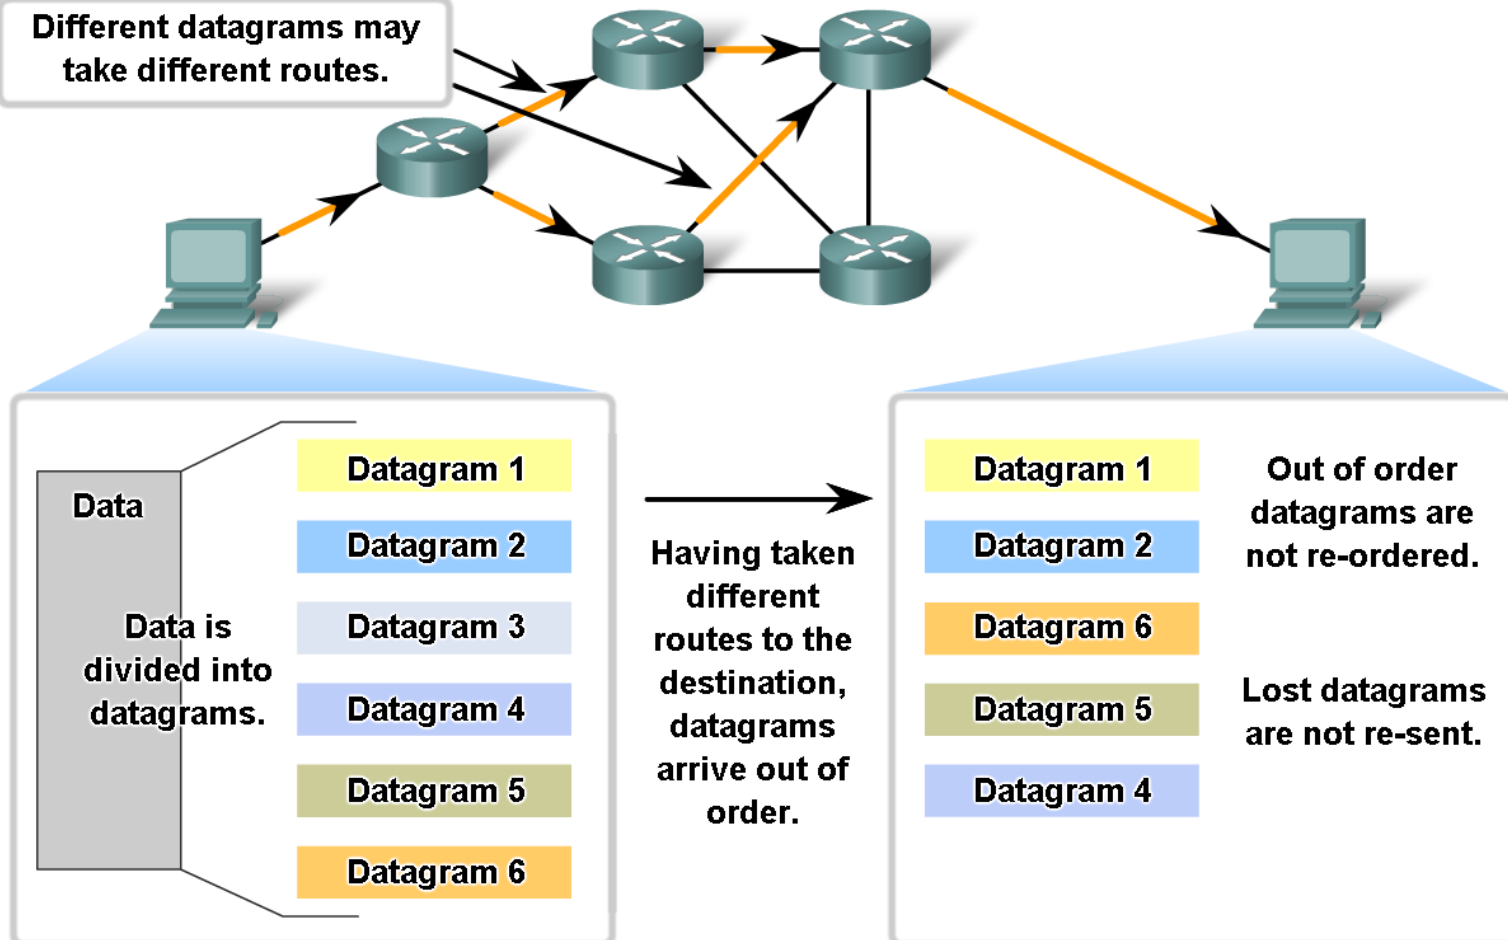 Different datagrams may
take different routes.
Data
Data is
divided into
datagrams.
Datagram 1
Datagram 2
Datagram 3
Datagram 4
Datagram 5
Datagram 6
Having taken
different
routes to the
destination,
datagrams
arrive out of
order.
Datagram 1
Datagram 2
Datagram 6
Datagram 5
Datagram 4
Out of order
datagrams are
not re-ordered.
Lost datagrams
are not re-sent.